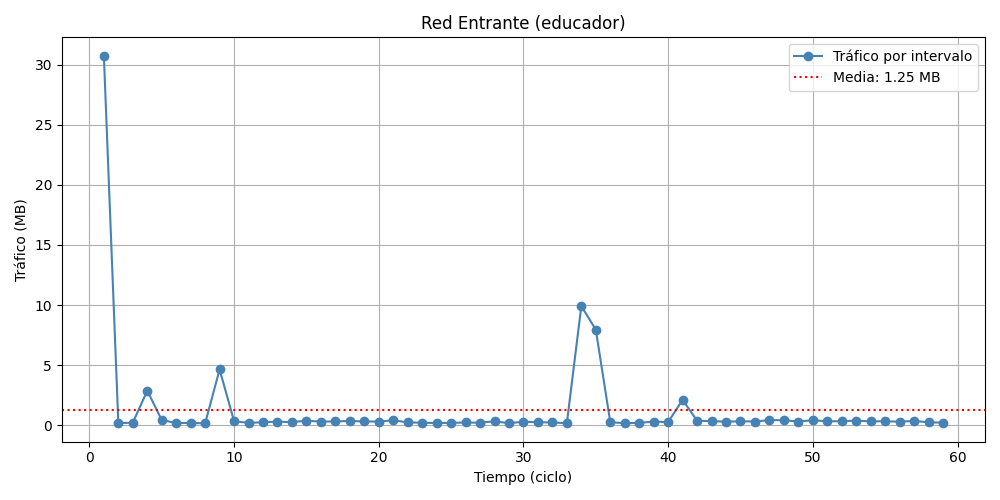 Red Entrante (educador)
Tráfico por intervalo
Media: 1.25 MB
Tráfico (MB)
30
25
20
15
10
5
0
0 10 20 30 40 50 60
Tiempo (ciclo)